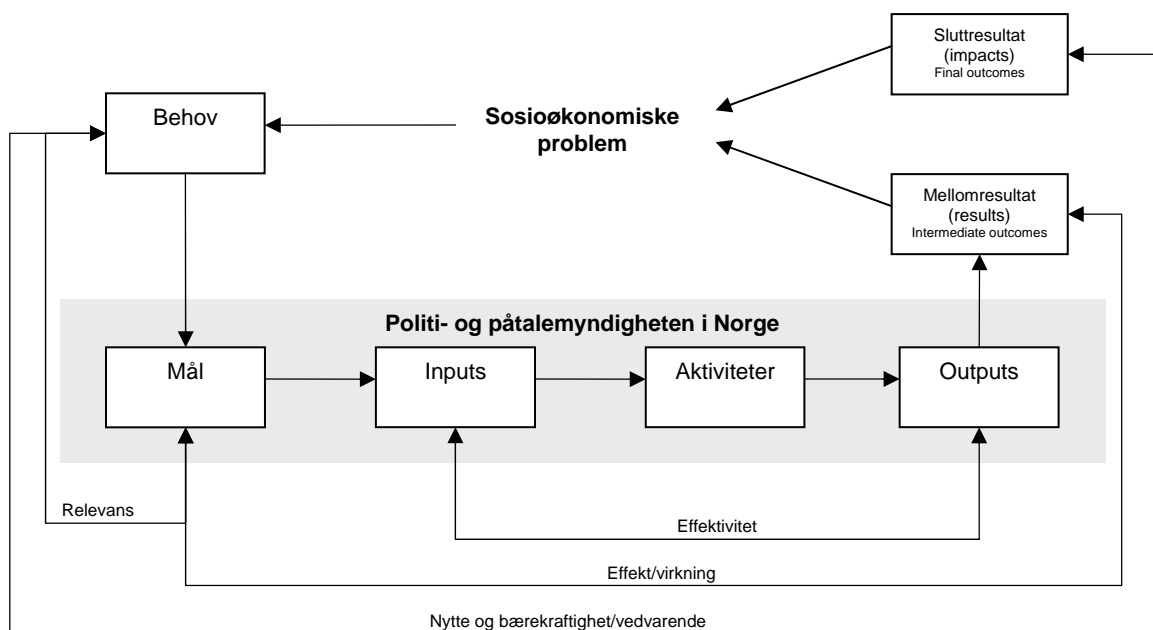 Sluttresultat
(impacts)
Final outcomes
Behov
Sosioøkonomiske
problem
Mellomresultat
(results)
Intermediate outcomes
Politi- og påtalemyndigheten i Norge
Mål
Inputs
Aktiviteter
Outputs
Relevans
Effektivitet
Effekt/virkning
Nytte og bærekraftighet/vedvarende